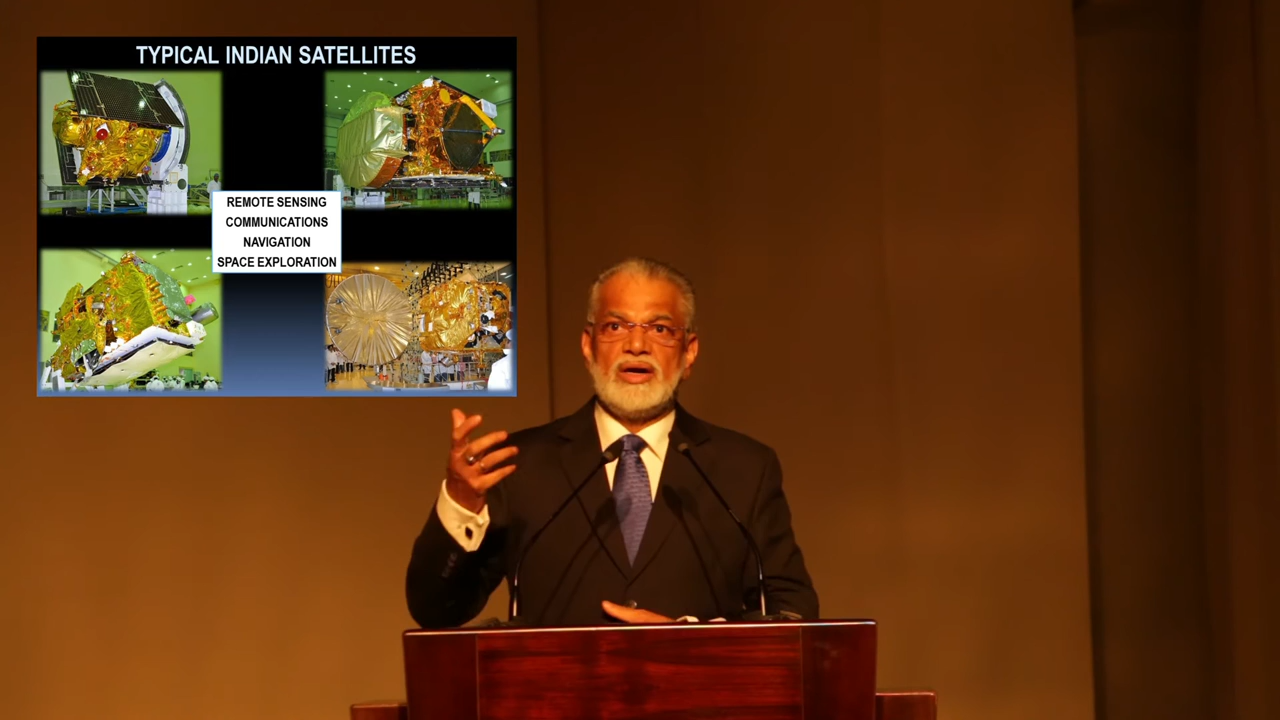 TYPICAL INDIAN SATELLITES
REMOTE SENSING
COMMUNICATIONS
NAVIGATION
SPACE EXPLORATION